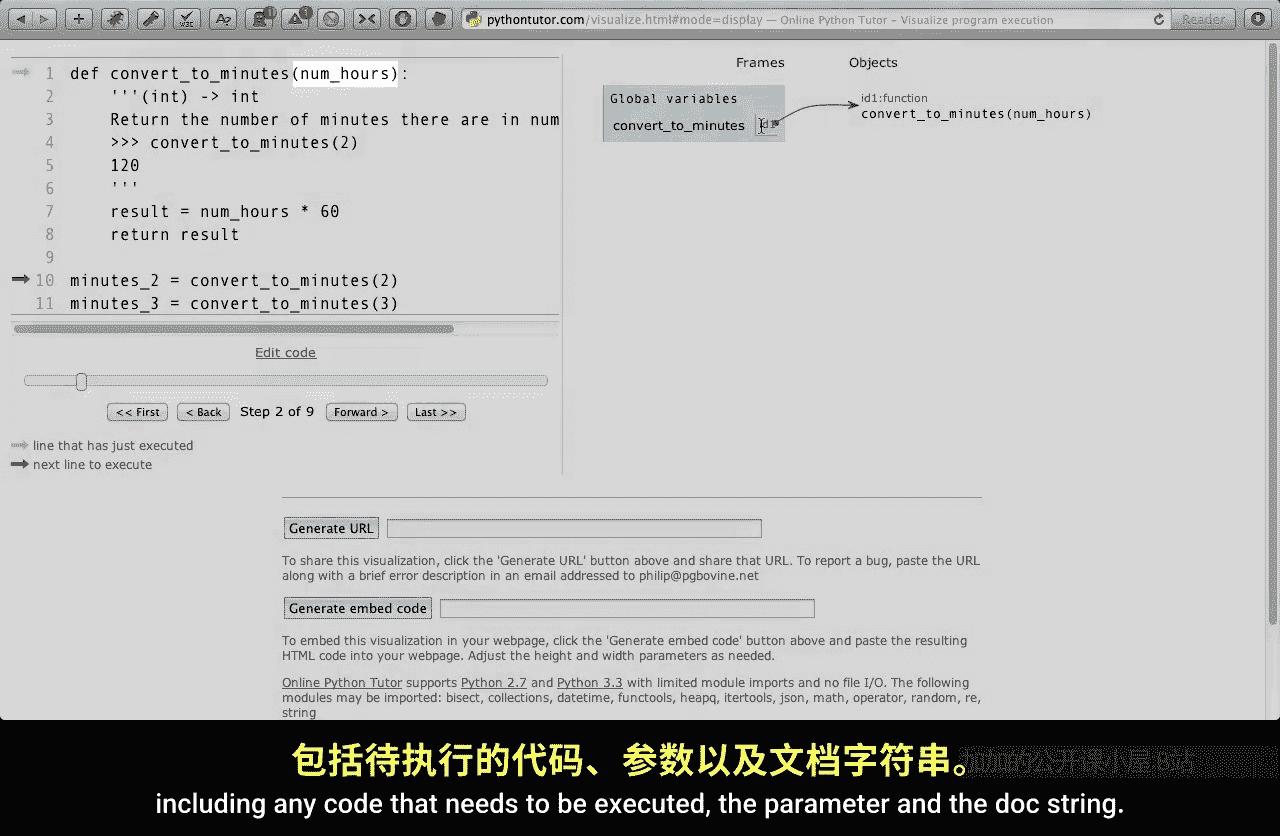 pythontutor.com/visualize.html#mode=display — Online Python Tutor – Visualize program execution
Reader
1 def convert_to_minutes(num_hours):
2 '''(int) -> int
3 Return the number of minutes there are in num
4 >>> convert_to_minutes(2)
5 120
6 '''
7 result = num_hours * 60
8 return result
9
10 minutes_2 = convert_to_minutes(2)
11 minutes_3 = convert_to_minutes(3)
Edit code
<< First < Back Step 2 of 9 Forward > Last >>
line that has just executed
next line to execute
Frames Objects
Global variables
convert_to_minutes
id1:function
convert_to_minutes(num_hours)
Generate URL
To share this visualization, click the 'Generate URL' button above and share that URL. To report a bug, paste the URL
along with a brief error description in an email addressed to philip@pgbovine.net
Generate embed code
To embed this visualization in your webpage, click the 'Generate embed code' button above and paste the resulting
HTML code into your webpage. Adjust the height and width parameters as needed.
Online Python Tutor supports Python 2.7 and Python 3.3 with limited module imports and no file I/O. The following
modules may be imported: bisect, collections, datetime, functools, heapq, itertools, json, math, operator, random, re,
string
包括待执行的代码、参数以及文档字符串。
including any code that needs to be executed, the parameter and the doc string.